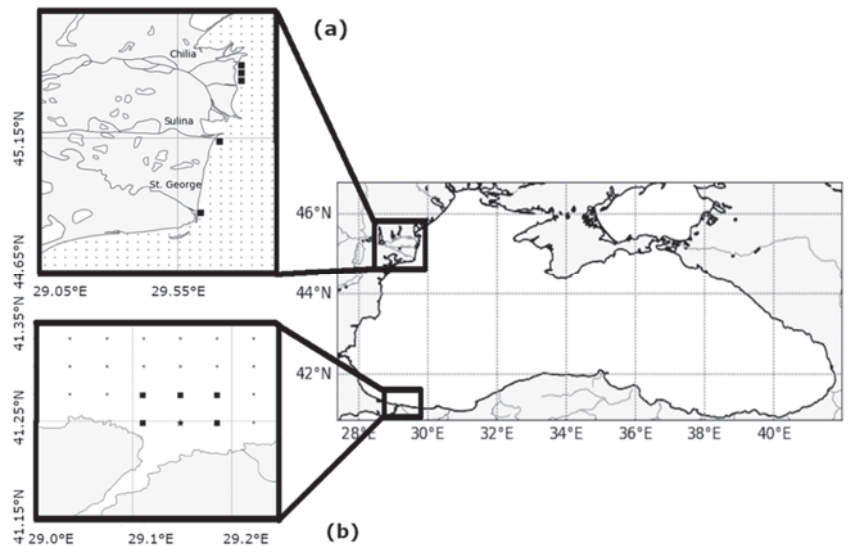 (a)
Chilia
Sulina
St. George
45.15°N
44.65°N
29.05°E 29.55°E
46°N
44°N
42°N
28°E 30°E 32°E 34°E 36°E 38°E 40°E
41.35°N
41.25°N
41.15°N
29.0°E 29.1°E 29.2°E
(b)